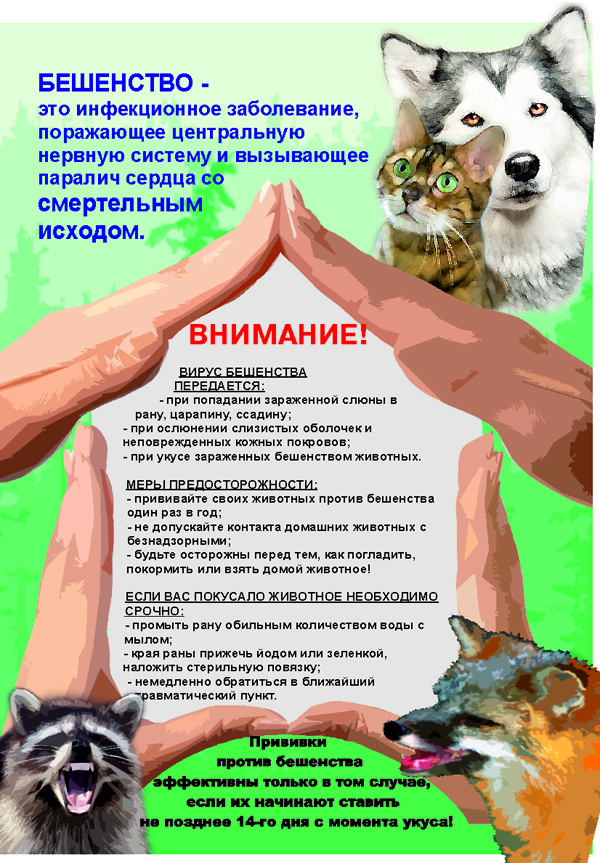 БЕШЕНСТВО -
это инфекционное заболевание,
поражающее центральную
нервную систему и вызывающее
паралич сердца со
смертельным
исходом.
ВНИМАНИЕ!
ВИРУС БЕШЕНСТВА
ПЕРЕДАЕТСЯ:
- при попадании зараженной слюны в
рану, царапину, ссадину;
- при ослюнении слизистых оболочек и
неповрежденных кожных покровов;
- при укусе зараженных бешенством животных.
МЕРЫ ПРЕДОСТОРОЖНОСТИ:
- прививайте своих животных против бешенства
один раз в год;
- не допускайте контакта домашних животных с
безнадзорными;
- будьте осторожны перед тем, как погладить,
покормить или взять домой животное!
ЕСЛИ ВАС ПОКУСАЛО ЖИВОТНОЕ НЕОБХОДИМО
СРОЧНО:
- промыть рану обильным количеством воды с
мылом;
- края раны прижечь йодом или зеленкой,
наложить стерильную повязку;
- немедленно обратиться в ближайший
травматический пункт.
Прививки
против бешенства
эффективны только в том случае,
если их начинают ставить
не позднее 14-го дня с момента укуса!